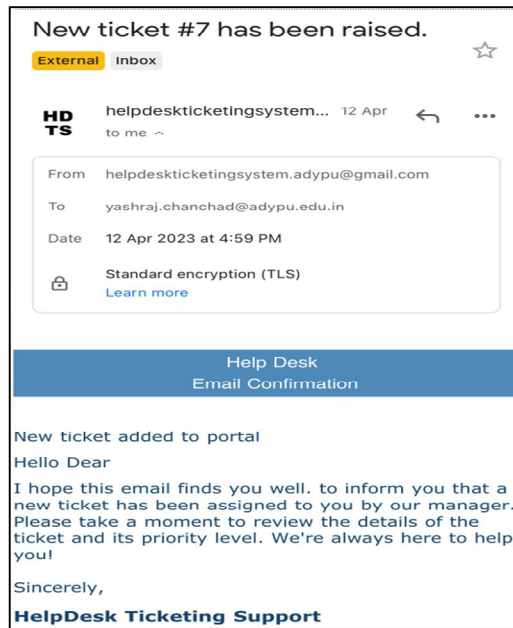 New ticket #7 has been raised.
External Inbox
HD
TS
helpdeskticketingsystem... 12 Apr
to me
From helpdeskticketingsystem.adypu@gmail.com
To yashraj.chanchad@adypu.edu.in
Date 12 Apr 2023 at 4:59 PM
Standard encryption (TLS)
Learn more
Help Desk
Email Confirmation
New ticket added to portal
Hello Dear
I hope this email finds you well. to inform you that a
new ticket has been assigned to you by our manager.
Please take a moment to review the details of the
ticket and its priority level. We're always here to help
you!
Sincerely,
HelpDesk Ticketing Support